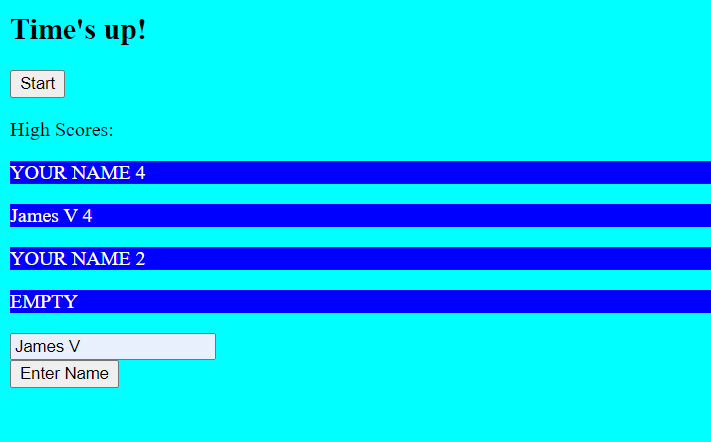 Time's up!
Start
High Scores:
YOUR NAME 4
James V 4
YOUR NAME 2
EMPTY
James V
Enter Name